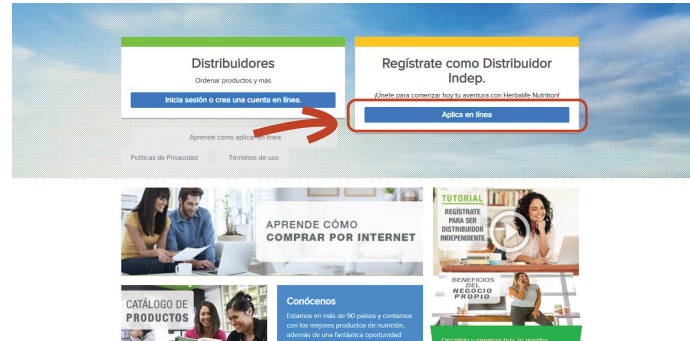 Distribuidores
Ordenar productos y más
Inicia sesión o crea una cuenta en línea.
Aprende cómo aplicar en línea
Políticas de Privacidad
Términos de uso
Regístrate como Distribuidor
Indep.
¡Únete para comenzar hoy tu aventura con Herbalife Nutrition!
Aplica en línea
APRENDE CÓMO
COMPRAR POR INTERNET
TUTORIAL
REGÍSTRATE
PARA SER
DISTRIBUIDOR
INDEPENDIENTE
CATÁLOGO DE
PRODUCTOS
Conócenos
Estamos en más de 90 países y contamos
con los mejores productos de nutrición,
además de una fantástica oportunidad
BENEFICIOS
DEL
NEGOCIO
PROPIO